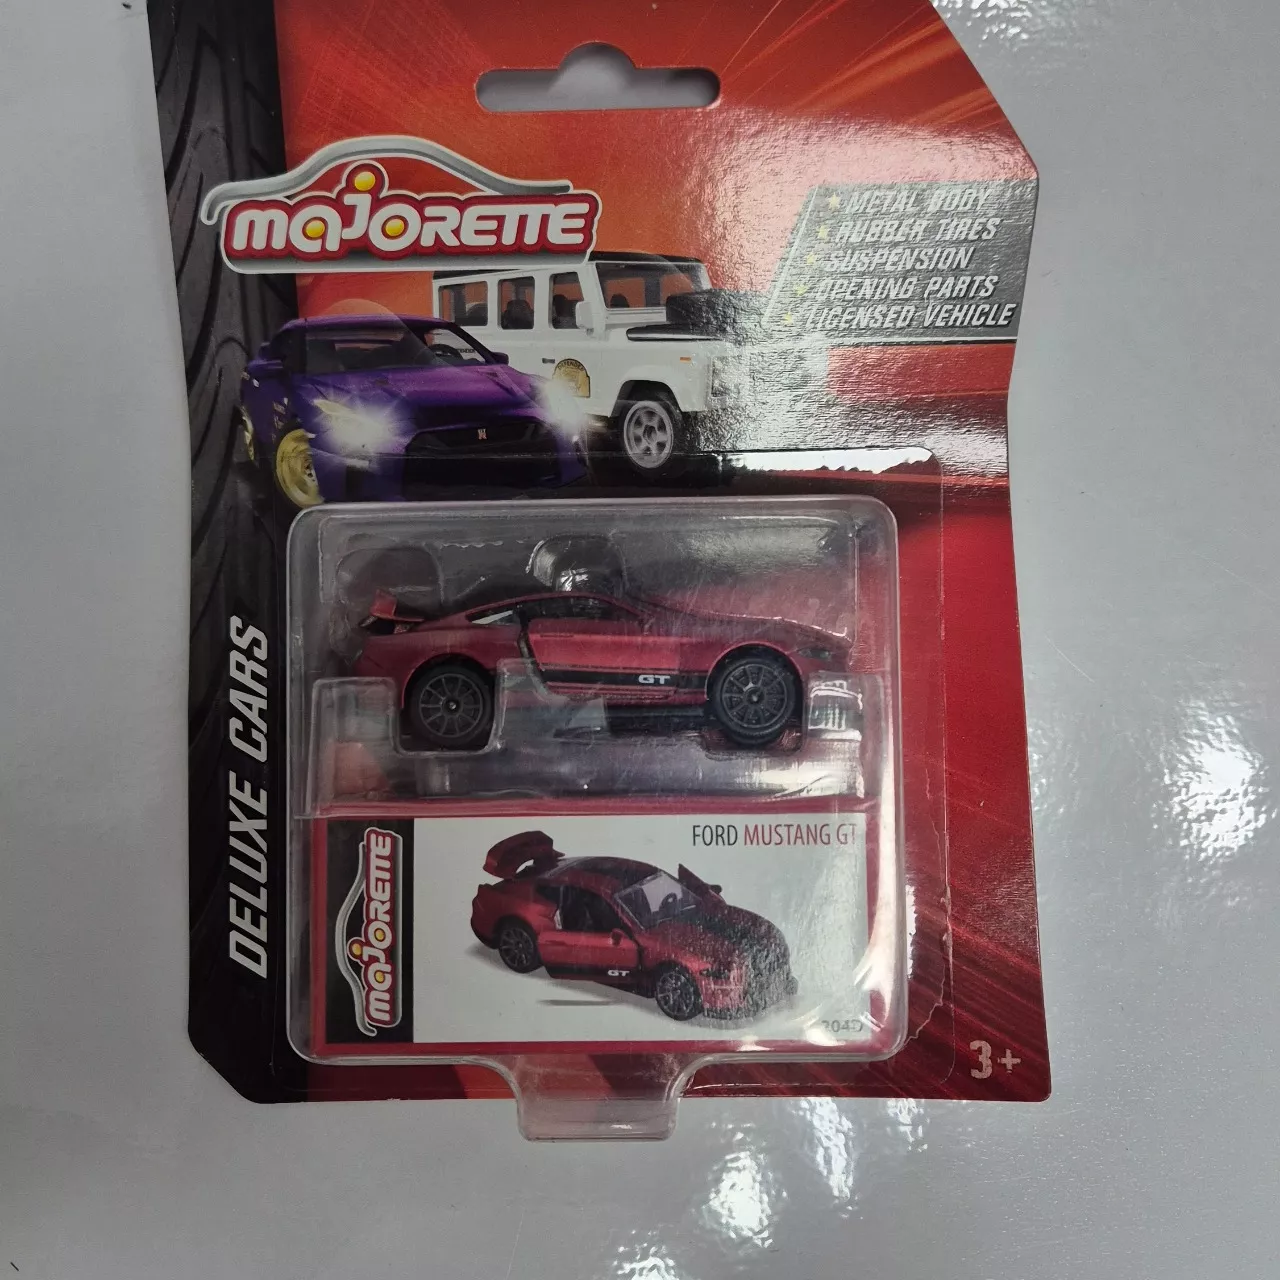 majorette
METAL BODY
RUBBER TIRES
SUSPENSION
OPENING PARTS
LICENSED VEHICLE
DELUXE CARS
GT
FORD MUSTANG GT
majorette
GT
204D
3+